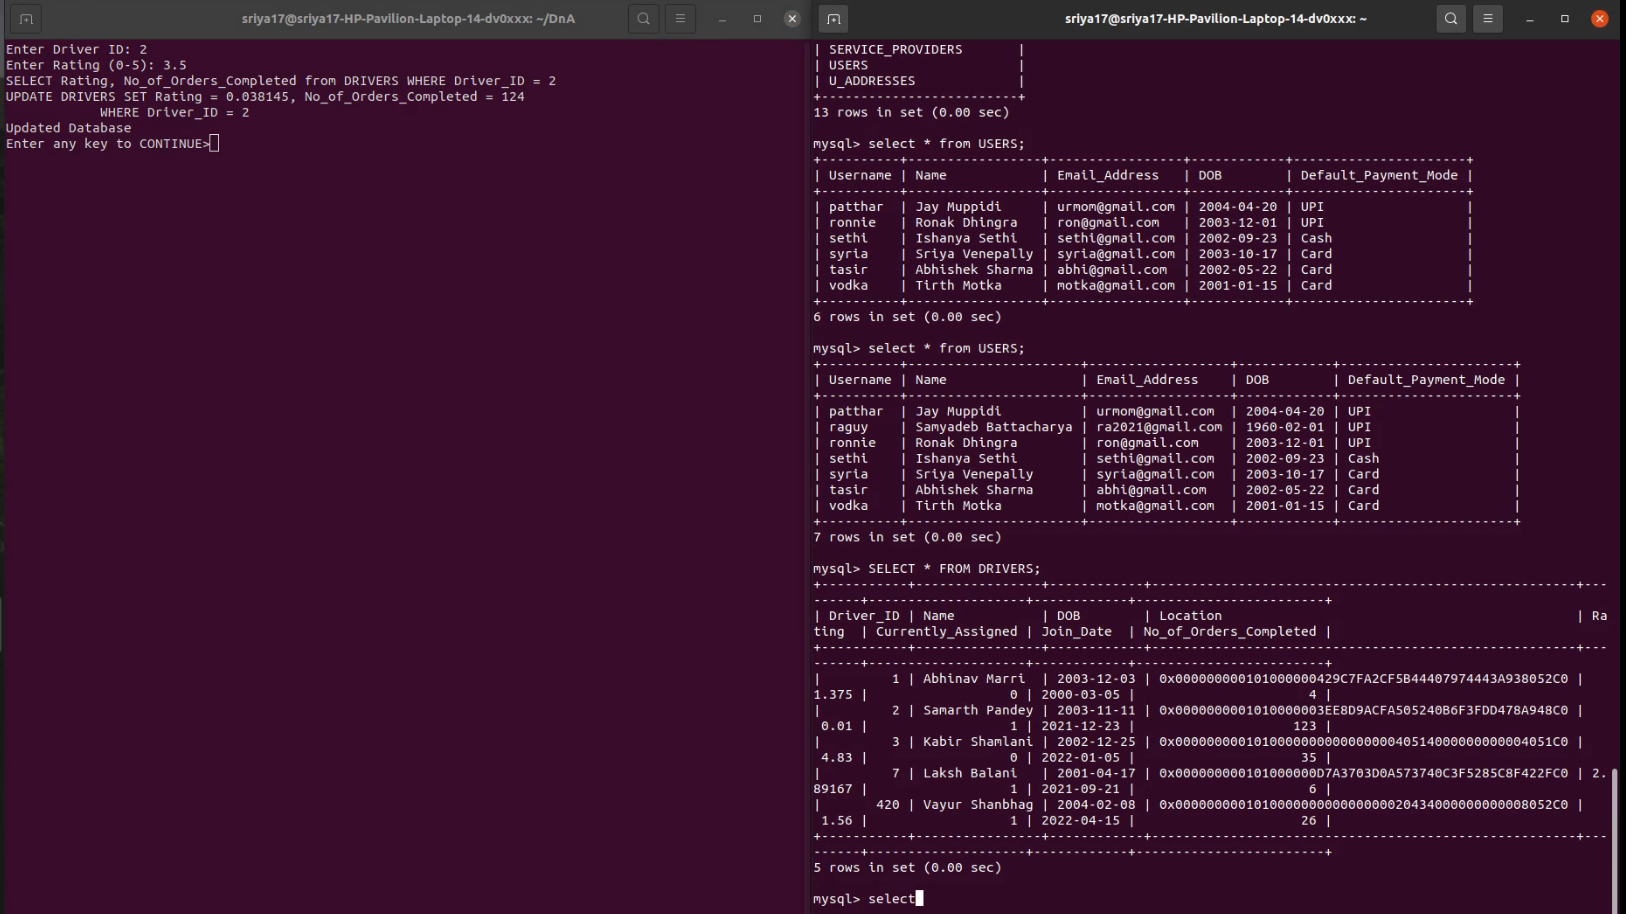 sriya17@sriya17-HP-Pavilion-Laptop-14-dv0xxx: ~/DnA
Enter Driver ID: 2
Enter Rating (0-5): 3.5
SELECT Rating, No_of_Orders_Completed from DRIVERS WHERE Driver_ID = 2
UPDATE DRIVERS SET Rating = 0.038145, No_of_Orders_Completed = 124
            WHERE Driver_ID = 2
Updated Database
Enter any key to CONTINUE>
sriya17@sriya17-HP-Pavilion-Laptop-14-dv0xxx: ~
| SERVICE_PROVIDERS       |
| USERS                   |
| U_ADDRESSES             |
+-------------------------+
13 rows in set (0.00 sec)
mysql> select * from USERS;
+----------+-----------------+-----------------+------------+----------------------+
| Username | Name            | Email_Address   | DOB        | Default_Payment_Mode |
+----------+-----------------+-----------------+------------+----------------------+
| patthar  | Jay Muppidi     | urmom@gmail.com | 2004-04-20 | UPI                  |
| ronnie   | Ronak Dhingra   | ron@gmail.com   | 2003-12-01 | UPI                  |
| sethi    | Ishanya Sethi   | sethi@gmail.com | 2002-09-23 | Cash                 |
| syria    | Sriya Venepally | syria@gmail.com | 2003-10-17 | Card                 |
| tasir    | Abhishek Sharma | abhi@gmail.com  | 2002-05-22 | Card                 |
| vodka    | Tirth Motka     | motka@gmail.com | 2001-01-15 | Card                 |
+----------+-----------------+-----------------+------------+----------------------+
6 rows in set (0.00 sec)
mysql> select * from USERS;
+----------+----------------------+------------------+------------+----------------------+
| Username | Name                 | Email_Address    | DOB        | Default_Payment_Mode |
+----------+----------------------+------------------+------------+----------------------+
| patthar  | Jay Muppidi          | urmom@gmail.com  | 2004-04-20 | UPI                  |
| raguy    | Samyadeb Battacharya | ra2021@gmail.com | 1960-02-01 | UPI                  |
| ronnie   | Ronak Dhingra        | ron@gmail.com    | 2003-12-01 | UPI                  |
| sethi    | Ishanya Sethi        | sethi@gmail.com  | 2002-09-23 | Cash                 |
| syria    | Sriya Venepally      | syria@gmail.com  | 2003-10-17 | Card                 |
| tasir    | Abhishek Sharma      | abhi@gmail.com   | 2002-05-22 | Card                 |
| vodka    | Tirth Motka          | motka@gmail.com  | 2001-01-15 | Card                 |
+----------+----------------------+------------------+------------+----------------------+
7 rows in set (0.00 sec)
mysql> SELECT * FROM DRIVERS;
+-----------+----------------+------------+------------------------------------------------------+---
------+--------------------+------------+------------------------+
| Driver_ID | Name           | DOB        | Location                                             | Ra
ting  | Currently_Assigned | Join_Date  | No_of_Orders_Completed |
+-----------+----------------+------------+------------------------------------------------------+---
------+--------------------+------------+------------------------+
|         1 | Abhinav Marri  | 2003-12-03 | 0x000000000101000000429C7FA2CF5B44407974443A938052C0 |
1.375 |                  0 | 2000-03-05 |                      4 |
|         2 | Samarth Pandey | 2003-11-11 | 0x0000000001010000003EE8D9ACFA505240B6F3FDD478A948C0 |
 0.01 |                  1 | 2021-12-23 |                    123 |
|         3 | Kabir Shamlani | 2002-12-25 | 0x000000000101000000000000000040514000000000004051C0 |
 4.83 |                  0 | 2022-01-05 |                     35 |
|         7 | Laksh Balani   | 2001-04-17 | 0x000000000101000000D7A3703D0A573740C3F5285C8F422FC0 | 2.
89167 |                  1 | 2021-09-21 |                      6 |
|       420 | Vayur Shanbhag | 2004-02-08 | 0x000000000101000000000000000020434000000000008052C0 |
 1.56 |                  1 | 2022-04-15 |                     26 |
+-----------+----------------+------------+------------------------------------------------------+---
------+--------------------+------------+------------------------+
5 rows in set (0.00 sec)
mysql> select